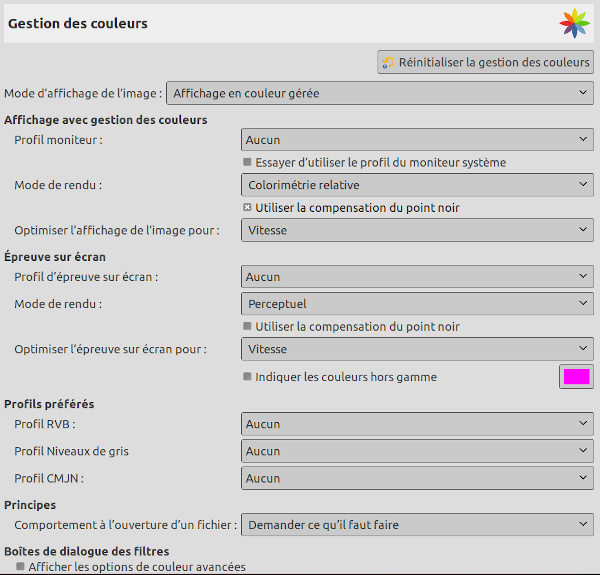 Gestion des couleurs
Réinitialiser la gestion des couleurs
Mode d’affichage de l’image : Affichage en couleur gérée
Affichage avec gestion des couleurs
Profil moniteur : Aucun
Essayer d’utiliser le profil du moniteur système
Mode de rendu : Colorimétrie relative
Utiliser la compensation du point noir
Optimiser l’affichage de l’image pour : Vitesse
Épreuve sur écran
Profil d’épreuve sur écran : Aucun
Mode de rendu : Perceptuel
Utiliser la compensation du point noir
Optimiser l’épreuve sur écran pour : Vitesse
Indiquer les couleurs hors gamme
Profils préférés
Profil RVB : Aucun
Profil Niveaux de gris Aucun
Profil CMJN : Aucun
Principes
Comportement à l’ouverture d’un fichier : Demander ce qu’il faut faire
Boîtes de dialogue des filtres
Afficher les options de couleur avancées